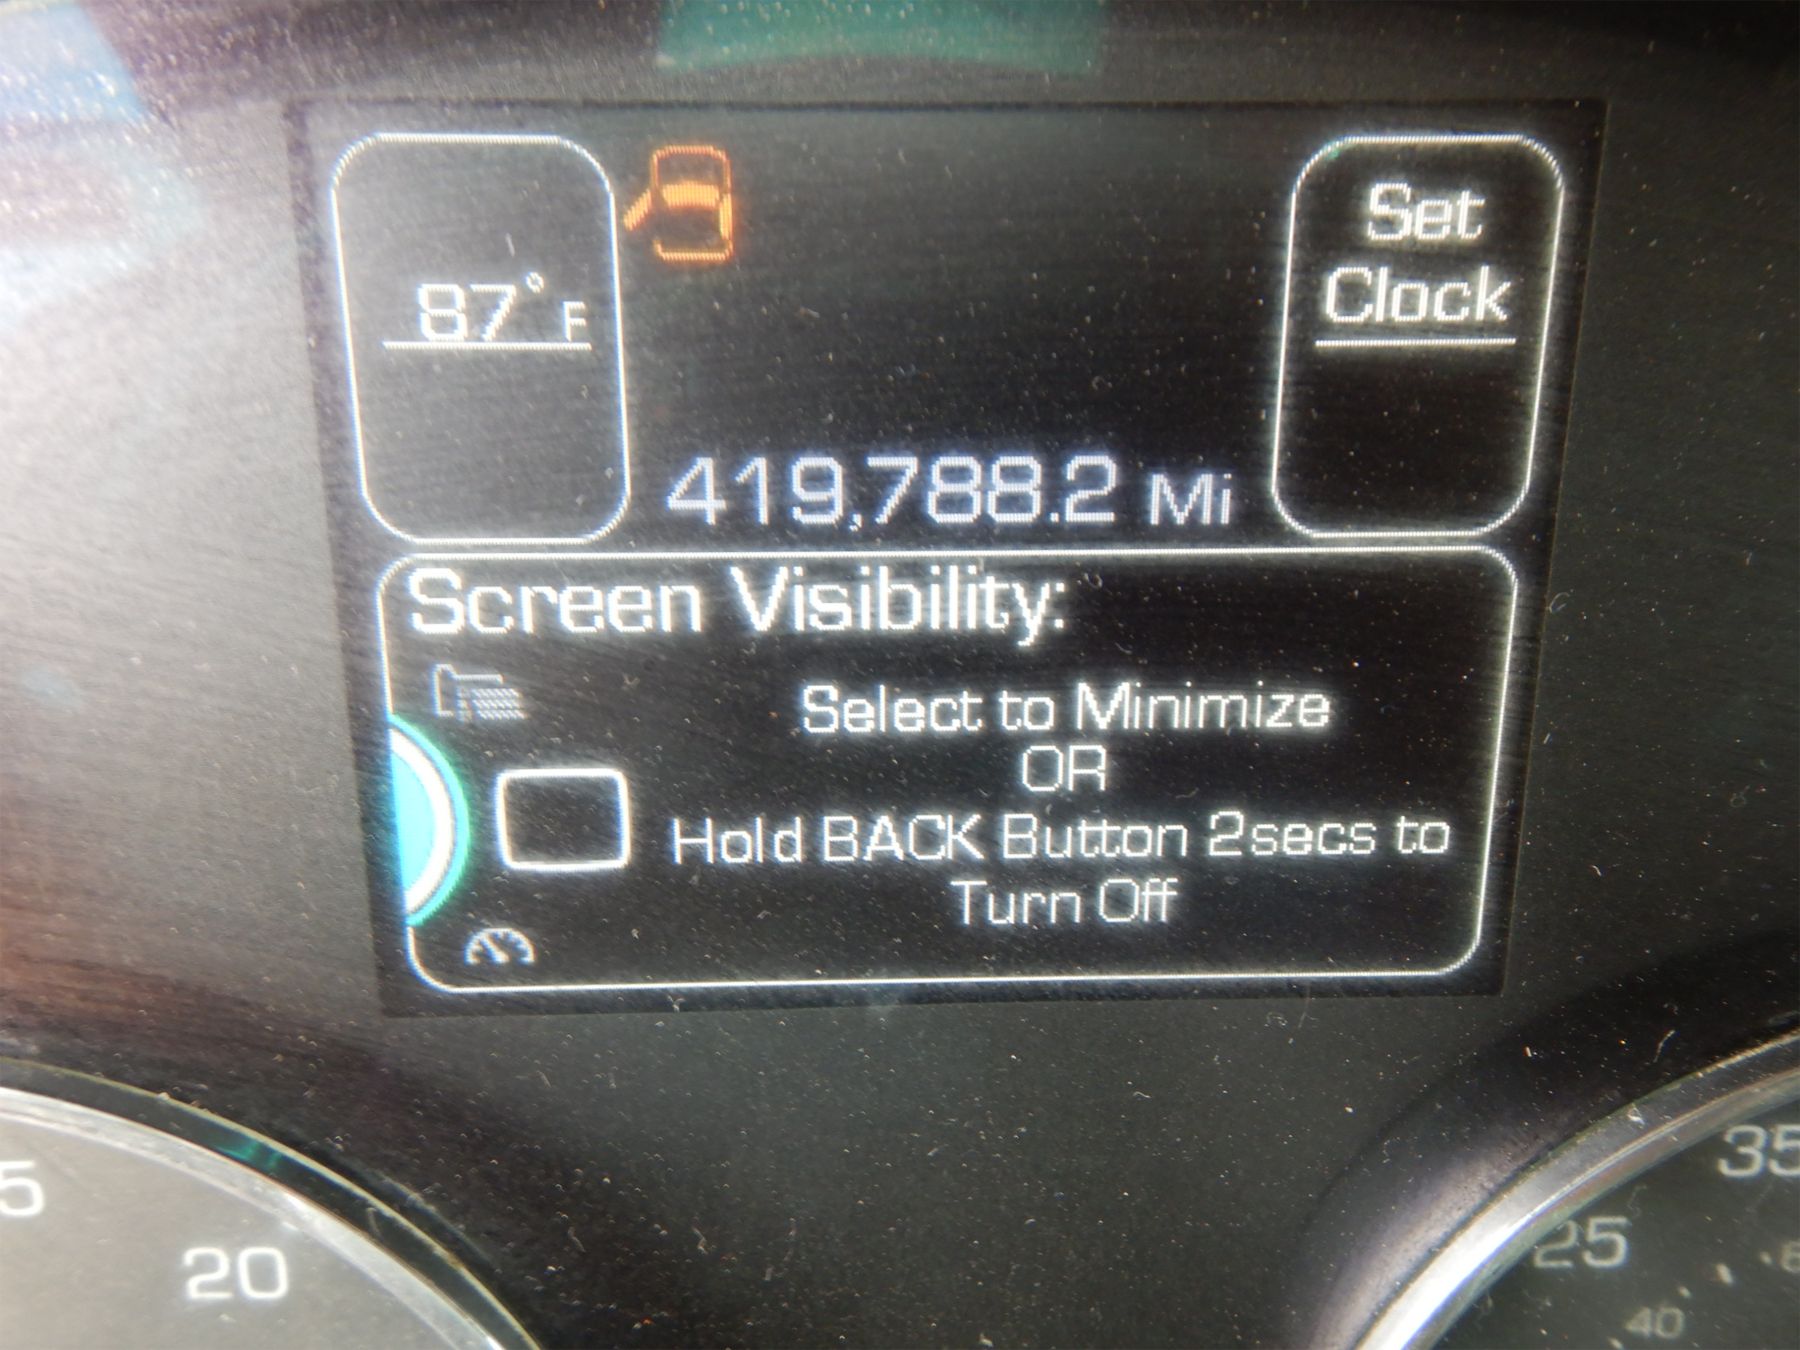 87° F
Set
Clock
419,788.2 Mi
Screen Visibility:
Select to Minimize
OR
Hold BACK Button 2secs to
Turn Off
5
20
35
25
40